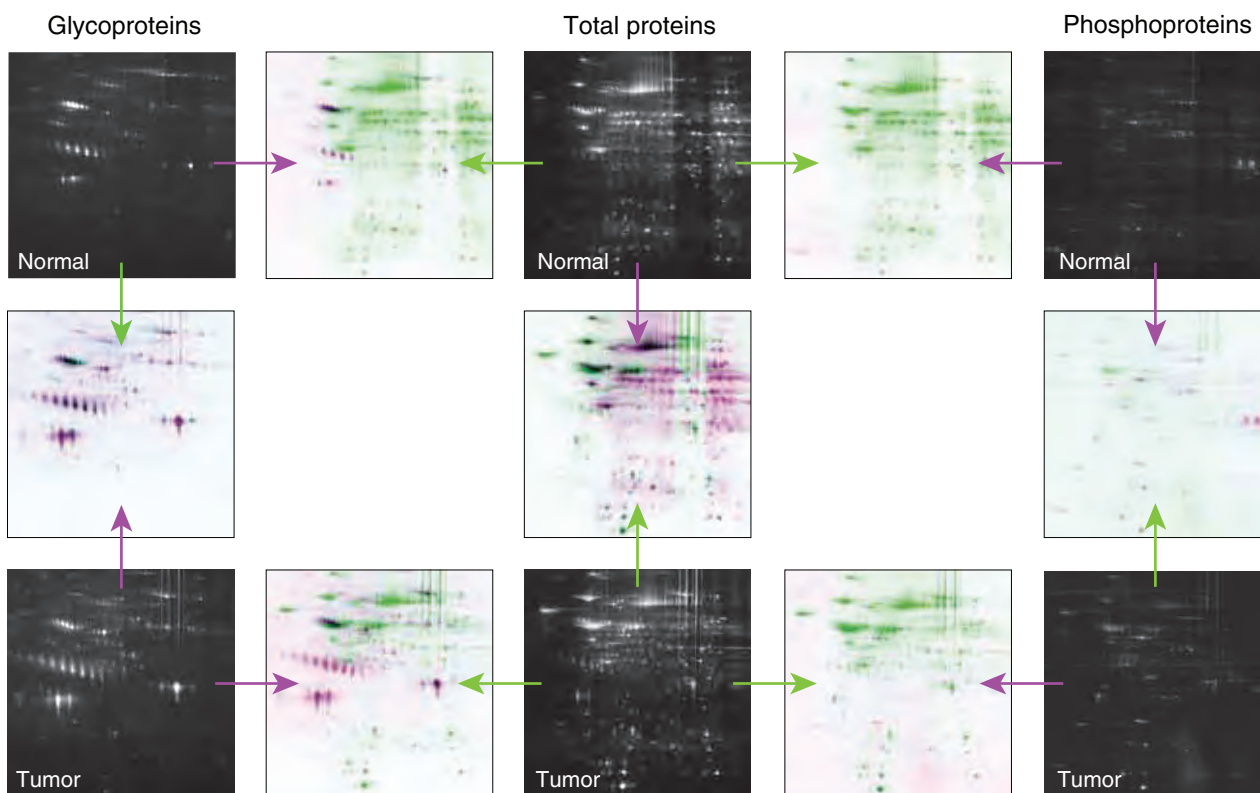 Glycoproteins
Total proteins
Phosphoproteins
Normal
Normal
Normal
Tumor
Tumor
Tumor